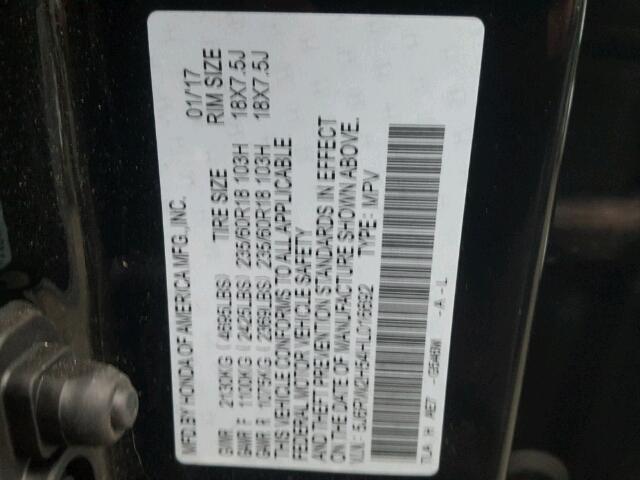 MFD. BY HONDA OF AMERICA MFG., INC. 01/17
TIRE SIZE RIM SIZE
GVWR 2130KG ( 4695LBS)
GAWR F 1100KG ( 2425LBS) 235/60R18 103H 18X7.5J
GAWR R 1075KG ( 2369LBS) 235/60R18 103H 18X7.5J
THIS VEHICLE CONFORMS TO ALL APPLICABLE
FEDERAL MOTOR VEHICLE SAFETY
AND THEFT PREVENTION STANDARDS IN EFFECT
ON THE DATE OF MANUFACTURE SHOWN ABOVE.
V.I.N.: TYPE: MPV
TLA H -A -L